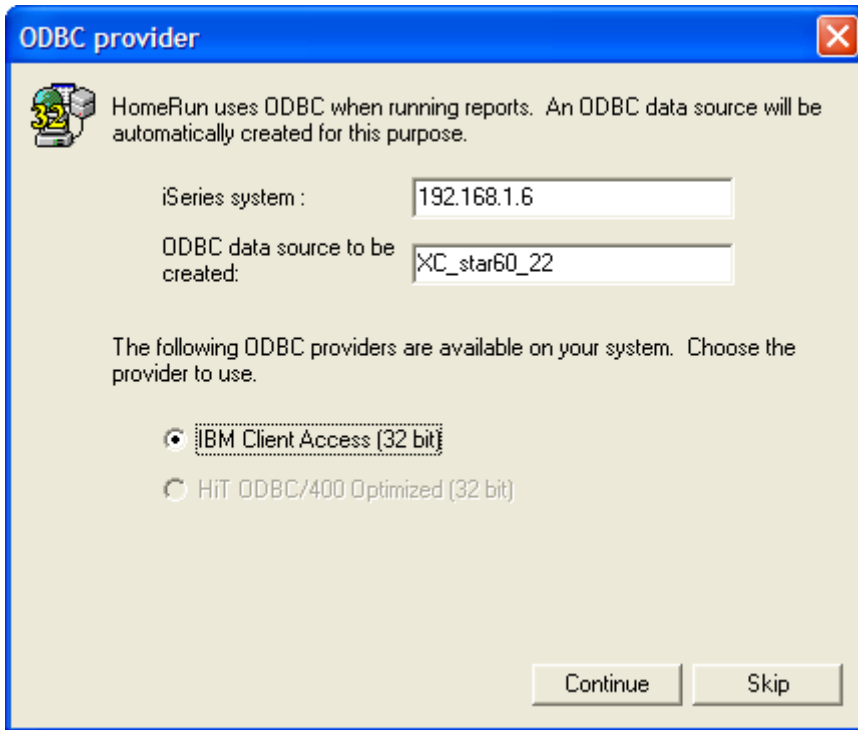 ODBC provider
32
HomeRun uses ODBC when running reports.  An ODBC data source will be
automatically created for this purpose.
iSeries system :
192.168.1.6
ODBC data source to be
created:
XC_star60_22
The following ODBC providers are available on your system.  Choose the
provider to use.
IBM Client Access (32 bit)
HiT ODBC/400 Optimized (32 bit)
Continue
Skip